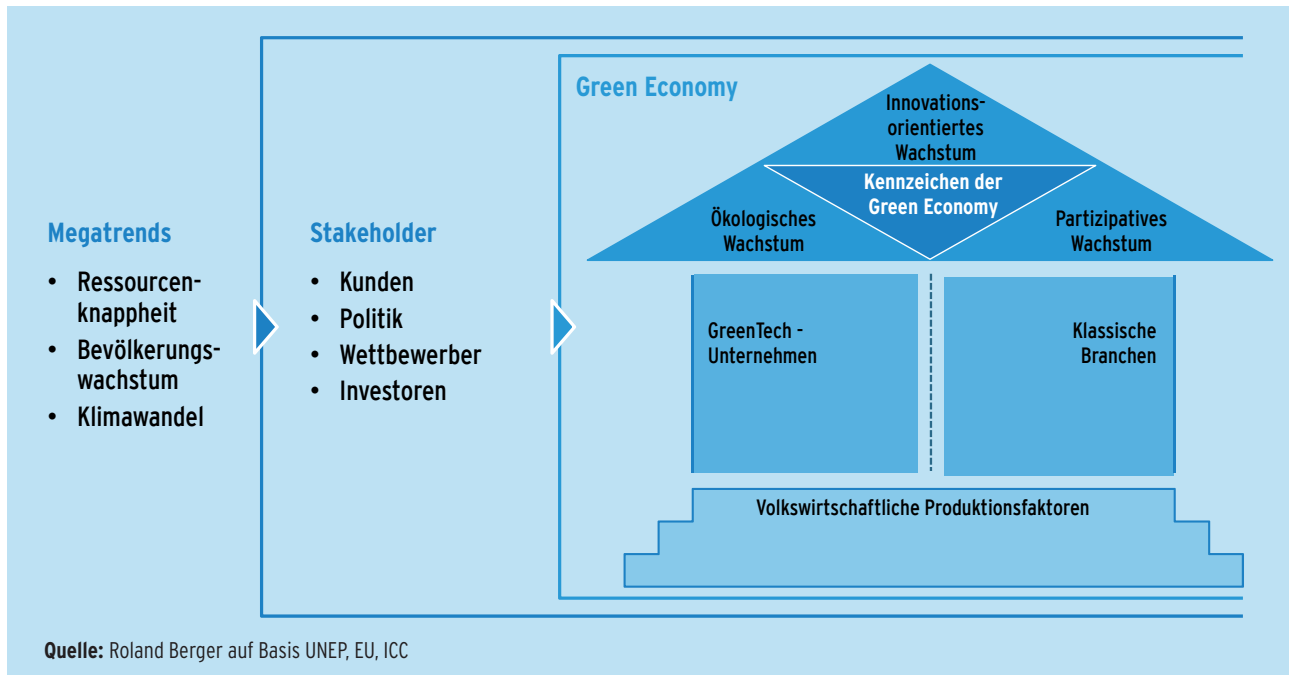 Megatrends
• Ressourcen-
knappheit
• Bevölkerungs-
wachstum
• Klimawandel
Stakeholder
• Kunden
• Politik
• Wettbewerber
• Investoren
Green Economy
Innovations-
orientiertes
Wachstum
Kennzeichen der
Green Economy
Ökologisches
Wachstum
Partizipatives
Wachstum
GreenTech -
Unternehmen
Klassische
Branchen
Volkswirtschaftliche Produktionsfaktoren
Quelle: Roland Berger auf Basis UNEP, EU, ICC